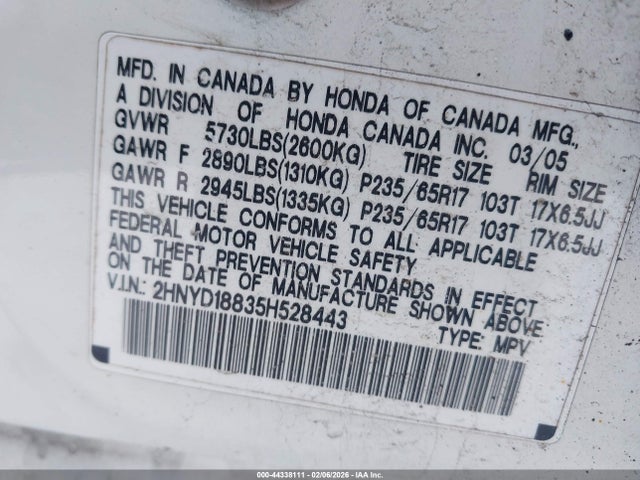 MFD. IN CANADA BY HONDA OF CANADA MFG.,
A DIVISION OF HONDA CANADA INC. 03/05
GVWR 5730LBS(2600KG) TIRE SIZE RIM SIZE
GAWR F 2890LBS(1310KG) P235/65R17 103T 17X6.5JJ
GAWR R 2945LBS(1335KG) P235/65R17 103T 17X6.5JJ
THIS VEHICLE CONFORMS TO ALL APPLICABLE
FEDERAL MOTOR VEHICLE SAFETY
AND THEFT PREVENTION STANDARDS IN EFFECT
ON THE DATE OF MANUFACTURE SHOWN ABOVE.
V.I.N.: 2HNYD18835H528443 TYPE: MPV
000-44338111 - 02/06/2026 - IAA Inc.